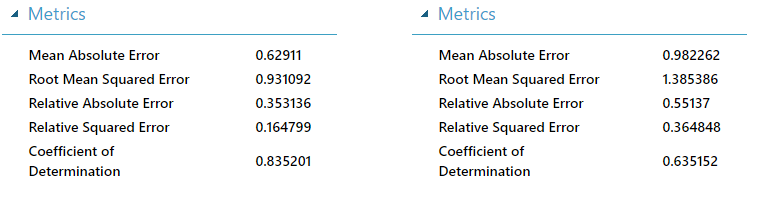 Metrics
Mean Absolute Error 0.62911
Root Mean Squared Error 0.931092
Relative Absolute Error 0.353136
Relative Squared Error 0.164799
Coefficient of
Determination 0.835201
Metrics
Mean Absolute Error 0.982262
Root Mean Squared Error 1.385386
Relative Absolute Error 0.55137
Relative Squared Error 0.364848
Coefficient of
Determination 0.635152